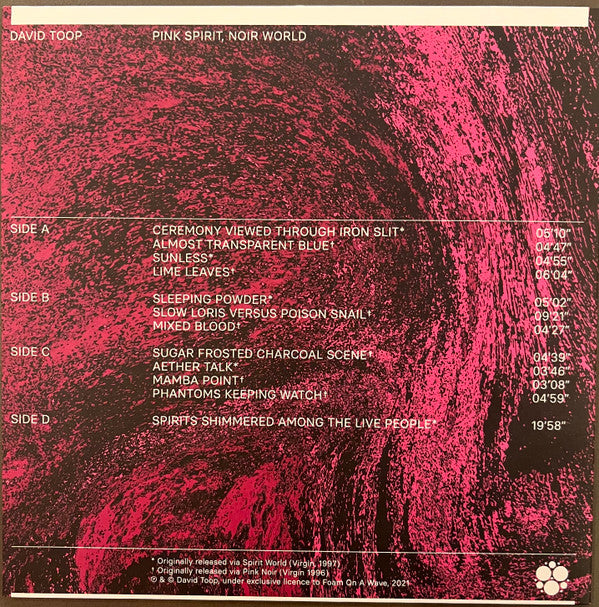 DAVID TOOP PINK SPIRIT, NOIR WORLD
SIDE A CEREMONY VIEWED THROUGH IRON SLIT* 05'10"
ALMOST TRANSPARENT BLUE† 04'47"
SUNLESS* 04'55"
LIME LEAVES† 06'04"
SIDE B SLEEPING POWDER* 05'02"
SLOW LORIS VERSUS POISON SNAIL† 09'21"
MIXED BLOOD† 04'27"
SIDE C SUGAR FROSTED CHARCOAL SCENE† 04'39"
AETHER TALK* 03'46"
MAMBA POINT† 03'08"
PHANTOMS KEEPING WATCH† 04'59"
SIDE D SPIRITS SHIMMERED AMONG THE LIVE PEOPLE* 19'58"
* Originally released via Spirit World (Virgin, 1997)
† Originally released via Pink Noir (Virgin 1996)
℗ & © David Toop, under exclusive licence to Foam On A Wave, 2021